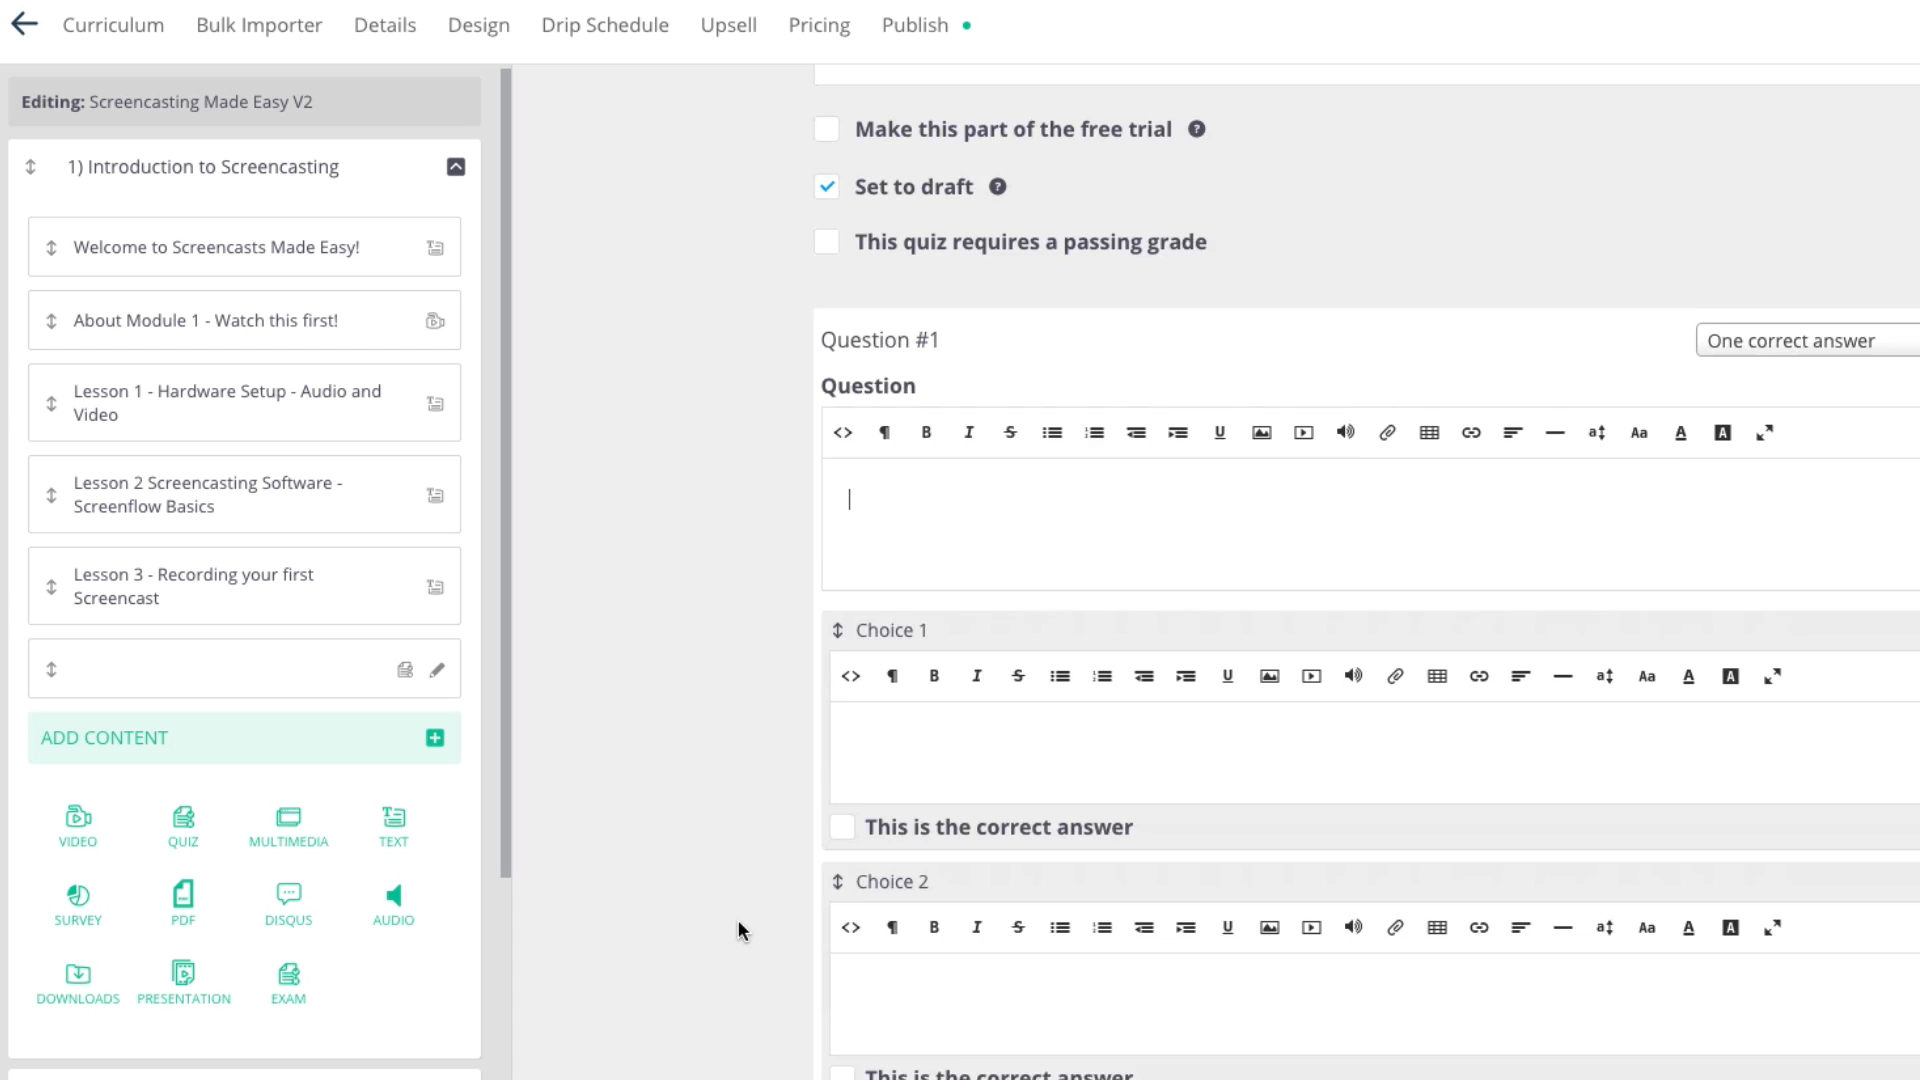 Curriculum Bulk Importer Details Design Drip Schedule Upsell Pricing Publish
Editing: Screencasting Made Easy V2
1) Introduction to Screencasting
Welcome to Screencasts Made Easy!
About Module 1 - Watch this first!
Lesson 1 - Hardware Setup - Audio and
Video
Lesson 2 Screencasting Software -
Screenflow Basics
Lesson 3 - Recording your first
Screencast
ADD CONTENT
VIDEO QUIZ MULTIMEDIA TEXT
SURVEY PDF DISQUS AUDIO
DOWNLOADS PRESENTATION EXAM
Make this part of the free trial
Set to draft
This quiz requires a passing grade
Question #1 One correct answer
Question
Choice 1
This is the correct answer
Choice 2
This is the correct answer